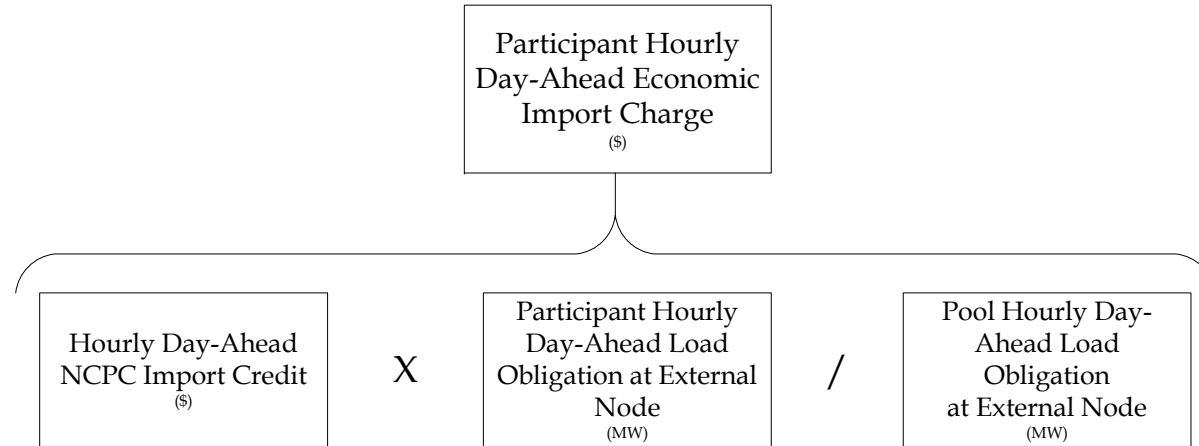 Participant Hourly
Day-Ahead Economic
Import Charge
($)
Hourly Day-Ahead
NCPC Import Credit
($)
X
Participant Hourly
Day-Ahead Load
Obligation at External
Node
(MW)
/
Pool Hourly Day-
Ahead Load
Obligation
at External Node
(MW)